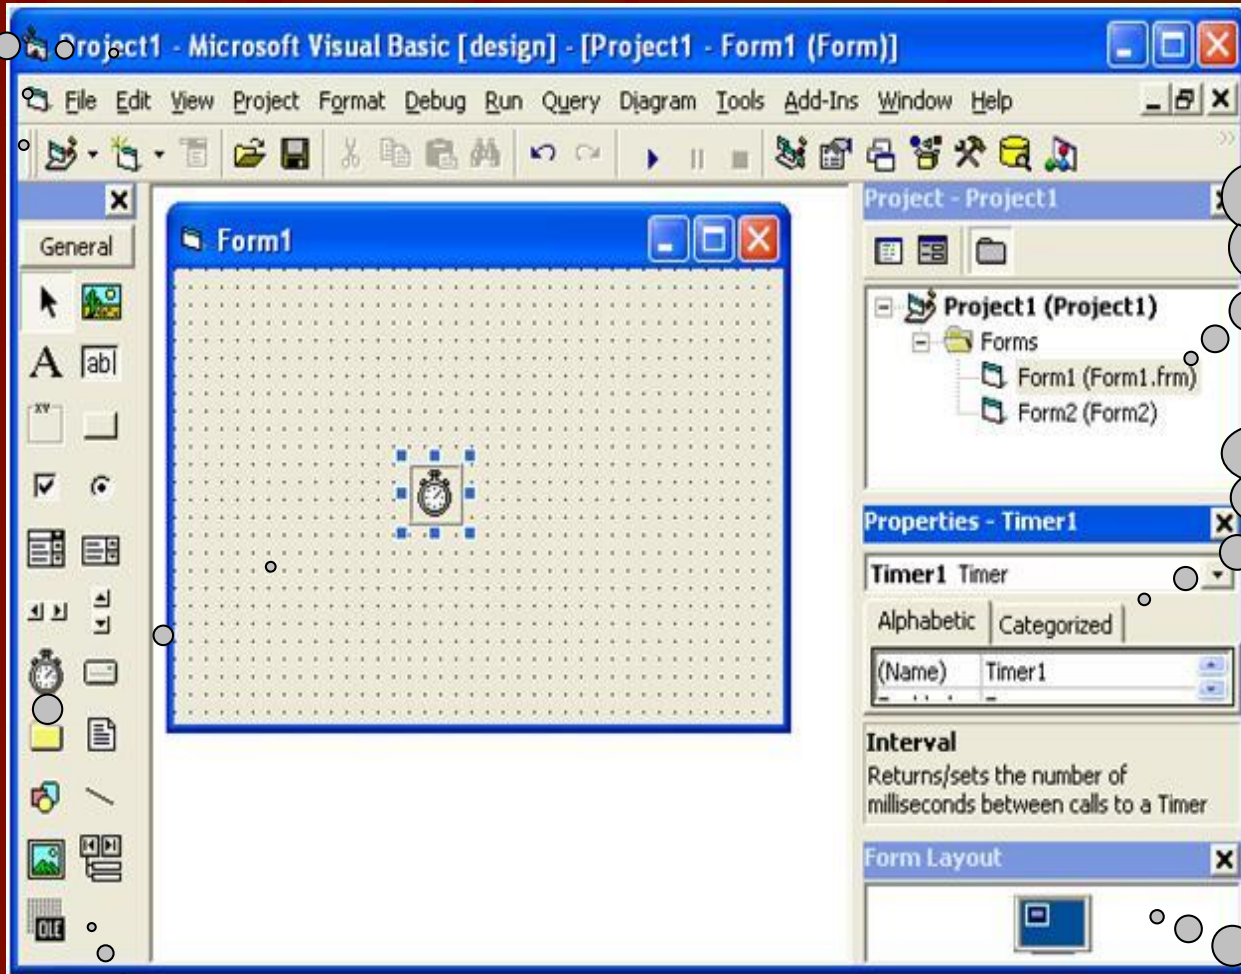 Project1 - Microsoft Visual Basic [design] - [Project1 - Form1 (Form)]
File Edit View Project Format Debug Run Query Diagram Tools Add-Ins Window Help
General
A ab
XY
OLE
Form1
Project - Project1
Project1 (Project1)
Forms
Form1 (Form1.frm)
Form2 (Form2)
Properties - Timer1
Timer1 Timer
Alphabetic Categorized
(Name) Timer1
Interval
Returns/sets the number of
milliseconds between calls to a Timer
Form Layout